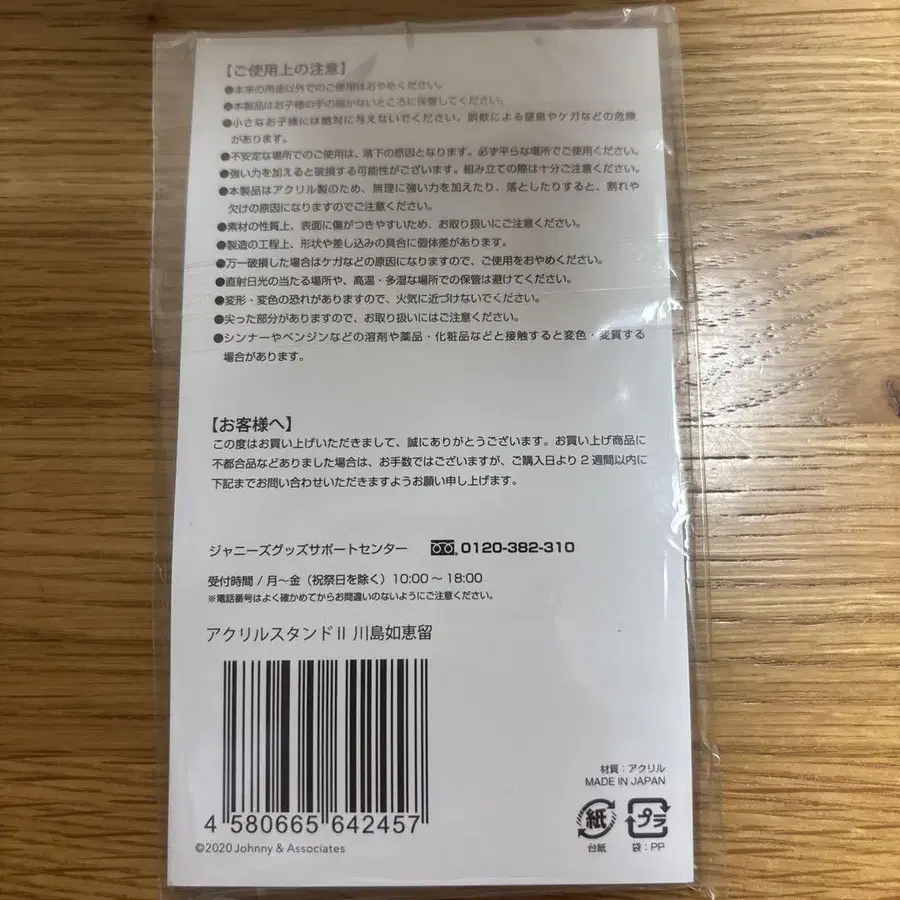 【ご使用上の注意】
●本来の用途以外でのご使用はおやめください。
●本製品はお子様の手の届かないところに保管してください。
●小さなお子様には絶対に与えないでください。誤飲による窒息やケガなどの危険
があります。
●不安定な場所でのご使用は、落下の原因となります。必ず平らな場所でご使用ください。
●強い力を加えると破損する可能性がございます。組み立ての際は十分ご注意ください。
●本製品はアクリル製のため、無理に強い力を加えたり、落としたりすると、割れや
欠けの原因になりますのでご注意ください。
●素材の性質上、表面に傷がつきやすいため、お取り扱いにご注意ください。
●製造の工程上、形状や差し込みの具合に個体差があります。
●万一破損した場合はケガなどの原因になりますので、ご使用をおやめください。
●直射日光の当たる場所や、高温・多湿な場所での保管は避けてください。
●変形・変色の恐れがありますので、火気に近づけないでください。
●尖った部分がありますので、お取り扱いにはご注意ください。
●シンナーやベンジンなどの溶剤や薬品・化粧品などと接触すると変色・変質する
場合があります。
【お客様へ】
この度はお買い上げいただきまして、誠にありがとうございます。お買い上げ商品に
不都合品などありました場合は、お手数ではございますが、ご購入日より2週間以内に
下記までお問い合わせいただきますようお願い申し上げます。
ジャニーズグッズサポートセンター 0120-382-310
受付時間/月～金（祝祭日を除く）10:00～18:00
※電話番号はよく確かめてからお間違いのないようにご注意ください。
アクリルスタンドⅡ 川島如恵留
4 580665 642457
©2020 Johnny & Associates
材質：アクリル
MADE IN JAPAN
紙 プラ
台紙 袋：PP